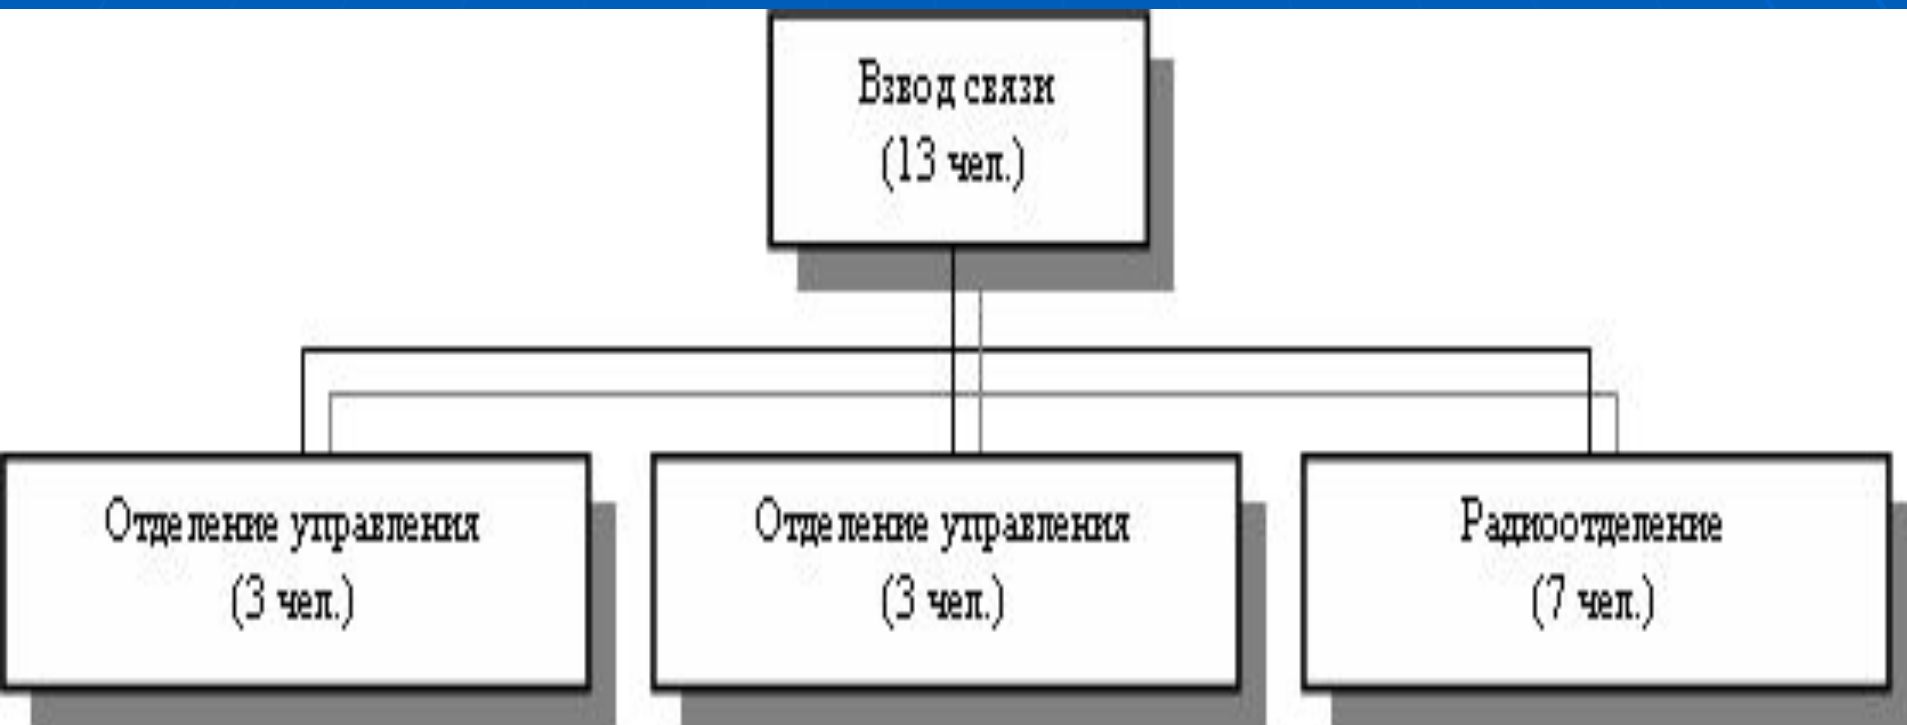 Взвод связи
(13 чел.)
Отделение управления
(3 чел.)
Отделение управления
(3 чел.)
Радиоотделение
(7 чел.)